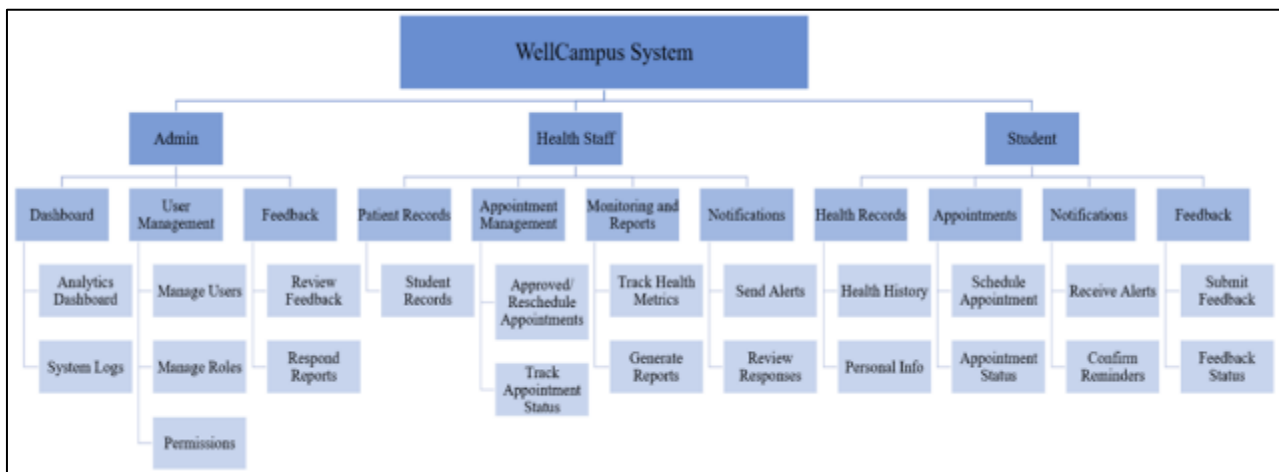 WellCampus System
Admin
Health Staff
Student
Dashboard
User
Management
Feedback
Patient Records
Appointment
Management
Monitoring and
Reports
Notifications
Health Records
Appointments
Notifications
Feedback
Analytics
Dashboard
Manage Users
Review
Feedback
Student
Records
Approved/
Reschedule
Appointments
Track Health
Metrics
Send Alerts
Health History
Schedule
Appointment
Receive Alerts
Submit
Feedback
System Logs
Manage Roles
Respond
Reports
Track
Appointment
Status
Generate
Reports
Review
Responses
Personal Info
Appointment
Status
Confirm
Reminders
Feedback
Status
Permissions